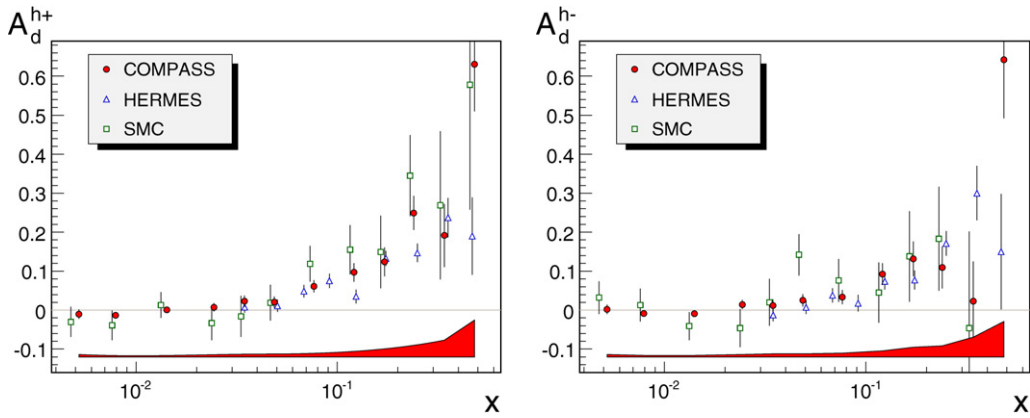 A_d^{h+}
0.6
0.5
0.4
0.3
0.2
0.1
0
-0.1
COMPASS
HERMES
SMC
10^{-2}
10^{-1}
x
A_d^{h-}
0.6
0.5
0.4
0.3
0.2
0.1
0
-0.1
COMPASS
HERMES
SMC
10^{-2}
10^{-1}
x